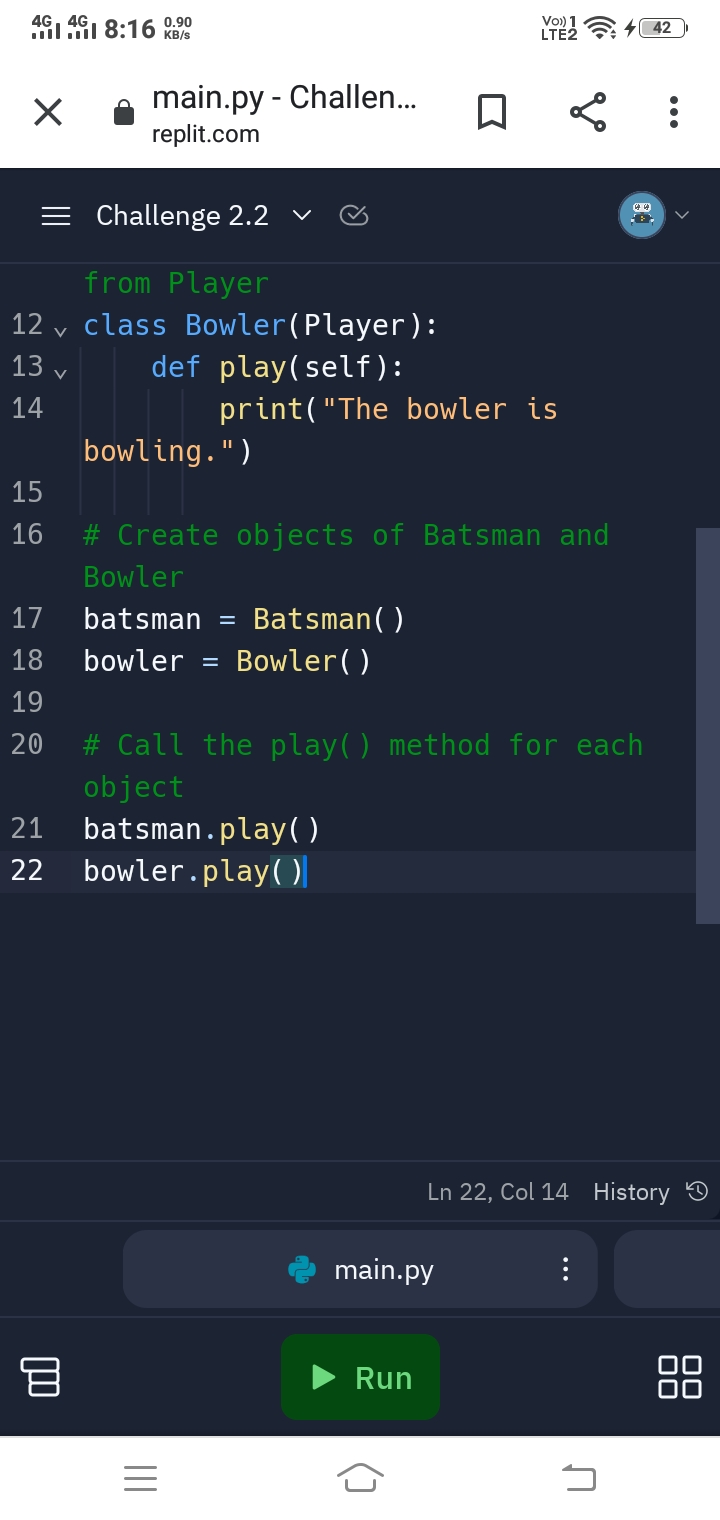 4G 4G 8:16 0.90 KB/s Vo)) 1 LTE2 42
main.py - Challen...
replit.com
Challenge 2.2
from Player
12 class Bowler(Player):
13     def play(self):
14         print("The bowler is
bowling.")
15
16 # Create objects of Batsman and
Bowler
17 batsman = Batsman()
18 bowler = Bowler()
19
20 # Call the play() method for each
object
21 batsman.play()
22 bowler.play()
Ln 22, Col 14 History
main.py
Run